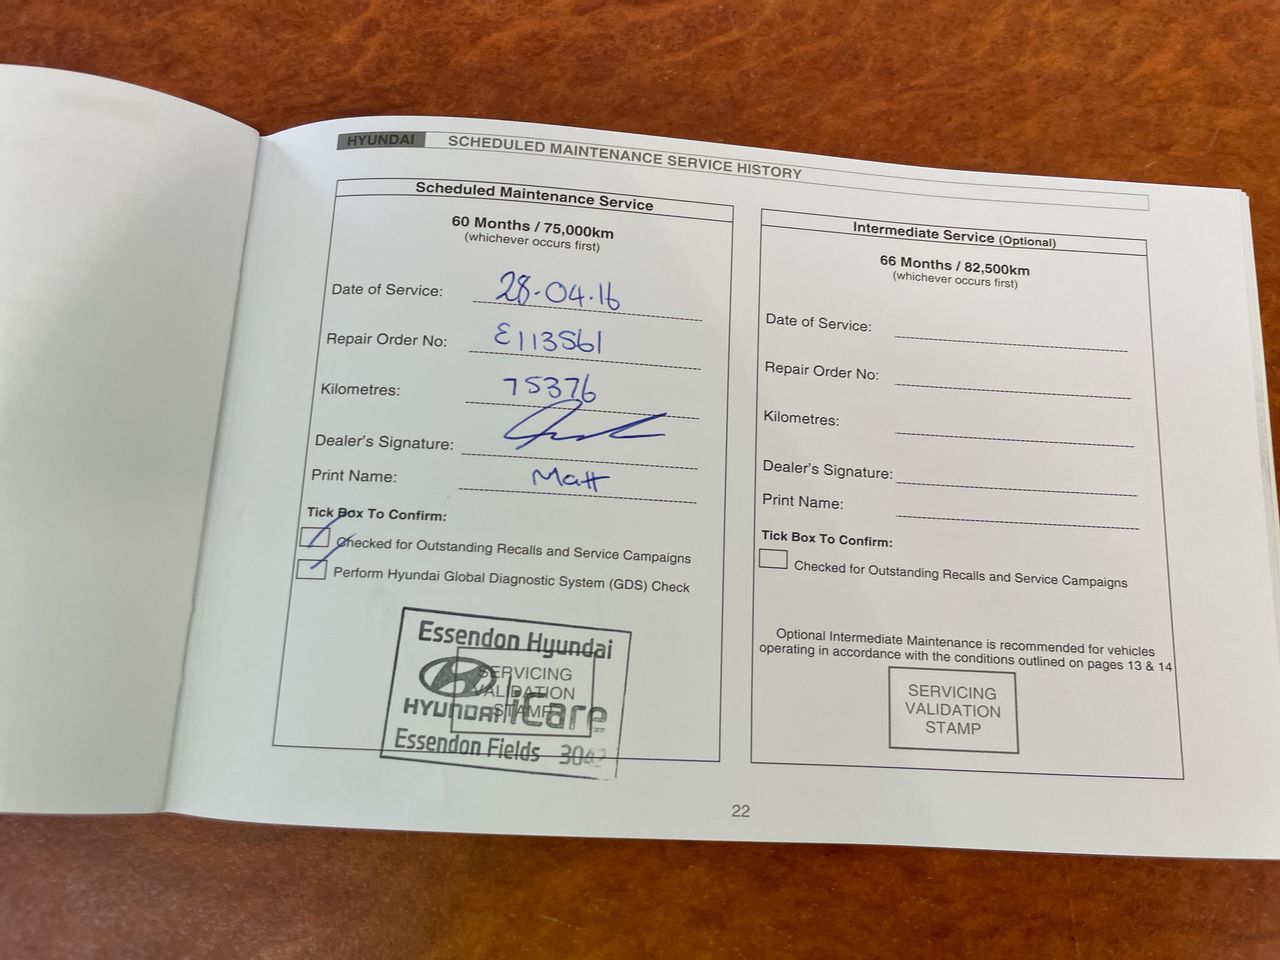 HYUNDAI SCHEDULED MAINTENANCE SERVICE HISTORY
Scheduled Maintenance Service
60 Months / 75,000km
(whichever occurs first)
Date of Service: 28.04.16
Repair Order No: E113561
Kilometres: 75376
Dealer's Signature:
Print Name: Matt
Tick Box To Confirm:
Checked for Outstanding Recalls and Service Campaigns
Perform Hyundai Global Diagnostic System (GDS) Check
Essendon Hyundai
SERVICING
VALIDATION
STAMP
HYUNDAI iCare
Essendon Fields 3042
Intermediate Service (Optional)
66 Months / 82,500km
(whichever occurs first)
Date of Service:
Repair Order No:
Kilometres:
Dealer's Signature:
Print Name:
Tick Box To Confirm:
Checked for Outstanding Recalls and Service Campaigns
Optional Intermediate Maintenance is recommended for vehicles
operating in accordance with the conditions outlined on pages 13 & 14
SERVICING
VALIDATION
STAMP
22